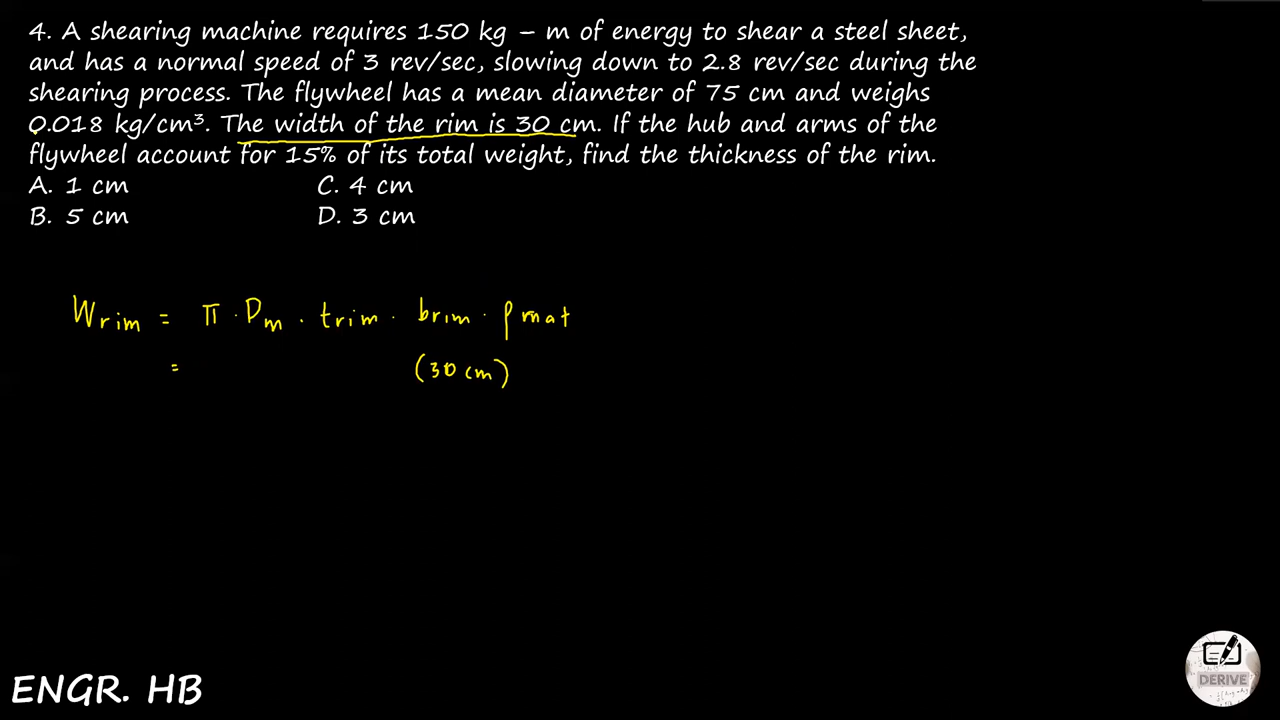 4. A shearing machine requires 150 kg – m of energy to shear a steel sheet,
and has a normal speed of 3 rev/sec, slowing down to 2.8 rev/sec during the
shearing process. The flywheel has a mean diameter of 75 cm and weighs
0.018 kg/cm³. The width of the rim is 30 cm. If the hub and arms of the
flywheel account for 15% of its total weight, find the thickness of the rim.
A. 1 cm C. 4 cm
B. 5 cm D. 3 cm
Wrim = π · Dm · trim · brim · ρmat
= (30 cm)
ENGR. HB
DERIVE